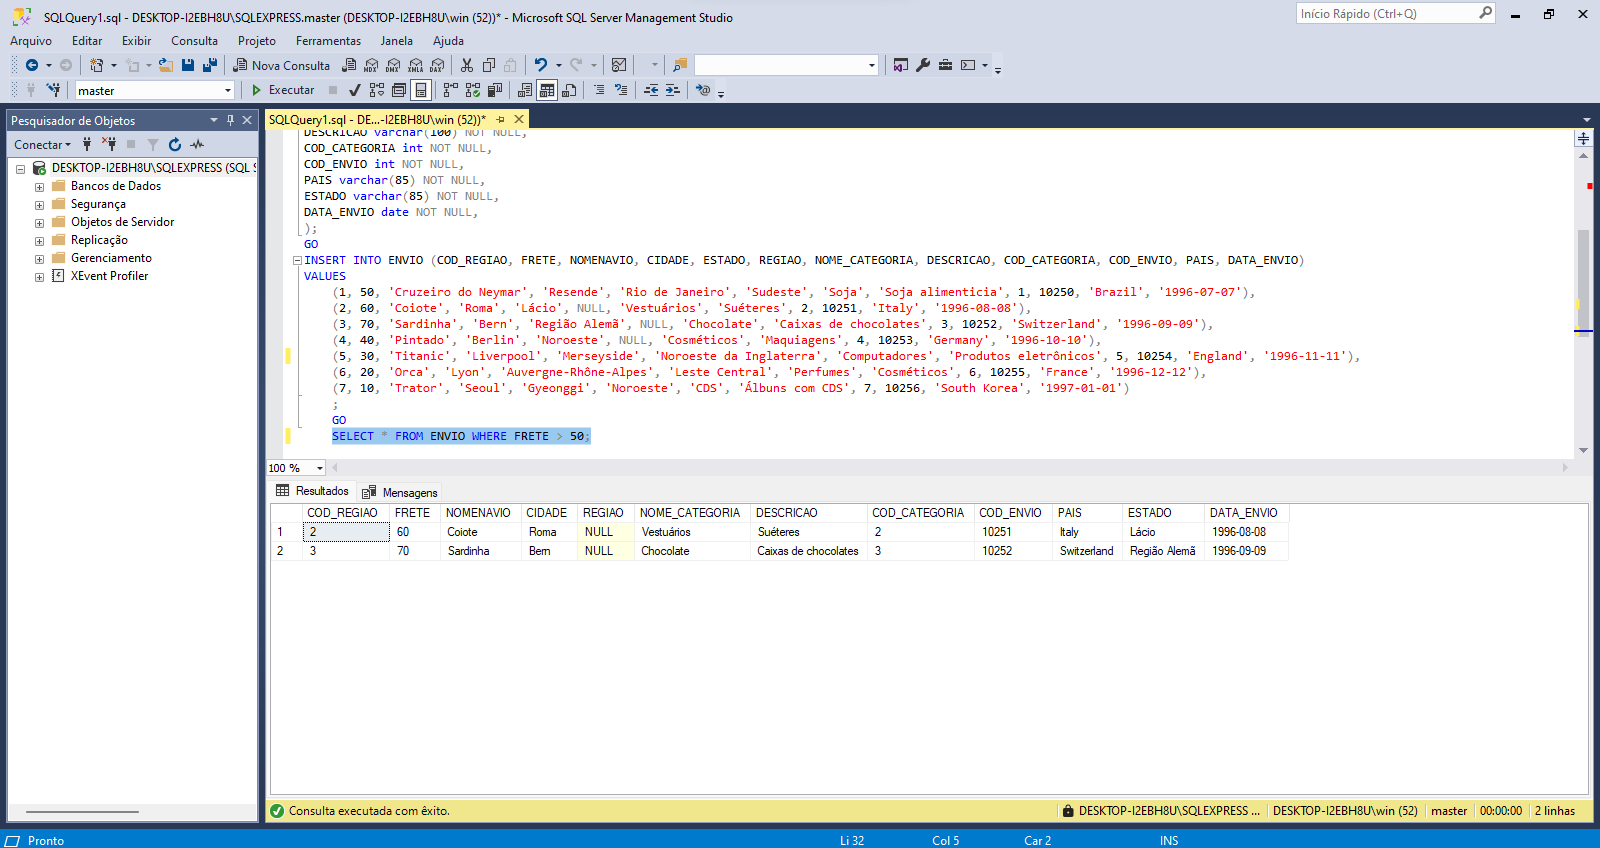 SQLQuery1.sql - DESKTOP-I2EBH8U\SQLEXPRESS.master (DESKTOP-I2EBH8U\win (52))* - Microsoft SQL Server Management Studio
Início Rápido (Ctrl+Q)
Arquivo Editar Exibir Consulta Projeto Ferramentas Janela Ajuda
Nova Consulta MDX DMX XMLA DAX
master Executar
Pesquisador de Objetos
Conectar
DESKTOP-I2EBH8U\SQLEXPRESS (SQL S
Bancos de Dados
Segurança
Objetos de Servidor
Replicação
Gerenciamento
XEvent Profiler
SQLQuery1.sql - DE...-I2EBH8U\win (52))*
DESCRICAO varchar(100) NOT NULL,
COD_CATEGORIA int NOT NULL,
COD_ENVIO int NOT NULL,
PAIS varchar(85) NOT NULL,
ESTADO varchar(85) NOT NULL,
DATA_ENVIO date NOT NULL,
);
GO
INSERT INTO ENVIO (COD_REGIAO, FRETE, NOMENAVIO, CIDADE, ESTADO, REGIAO, NOME_CATEGORIA, DESCRICAO, COD_CATEGORIA, COD_ENVIO, PAIS, DATA_ENVIO)
VALUES
(1, 50, 'Cruzeiro do Neymar', 'Resende', 'Rio de Janeiro', 'Sudeste', 'Soja', 'Soja alimenticia', 1, 10250, 'Brazil', '1996-07-07'),
(2, 60, 'Coiote', 'Roma', 'Lácio', NULL, 'Vestuários', 'Suéteres', 2, 10251, 'Italy', '1996-08-08'),
(3, 70, 'Sardinha', 'Bern', 'Região Alemã', NULL, 'Chocolate', 'Caixas de chocolates', 3, 10252, 'Switzerland', '1996-09-09'),
(4, 40, 'Pintado', 'Berlin', 'Noroeste', NULL, 'Cosméticos', 'Maquiagens', 4, 10253, 'Germany', '1996-10-10'),
(5, 30, 'Titanic', 'Liverpool', 'Merseyside', 'Noroeste da Inglaterra', 'Computadores', 'Produtos eletrônicos', 5, 10254, 'England', '1996-11-11'),
(6, 20, 'Orca', 'Lyon', 'Auvergne-Rhône-Alpes', 'Leste Central', 'Perfumes', 'Cosméticos', 6, 10255, 'France', '1996-12-12'),
(7, 10, 'Trator', 'Seoul', 'Gyeonggi', 'Noroeste', 'CDS', 'Álbuns com CDS', 7, 10256, 'South Korea', '1997-01-01')
;
GO
SELECT * FROM ENVIO WHERE FRETE > 50;
100 %
Resultados Mensagens
COD_REGIAO FRETE NOMENAVIO CIDADE REGIAO NOME_CATEGORIA DESCRICAO COD_CATEGORIA COD_ENVIO PAIS ESTADO DATA_ENVIO
1 2 60 Coiote Roma NULL Vestuários Suéteres 2 10251 Italy Lácio 1996-08-08
2 3 70 Sardinha Bern NULL Chocolate Caixas de chocolates 3 10252 Switzerland Região Alemã 1996-09-09
Consulta executada com êxito. DESKTOP-I2EBH8U\SQLEXPRESS ... DESKTOP-I2EBH8U\win (52) master 00:00:00 2 linhas
Pronto Li 32 Col 5 Car 2 INS